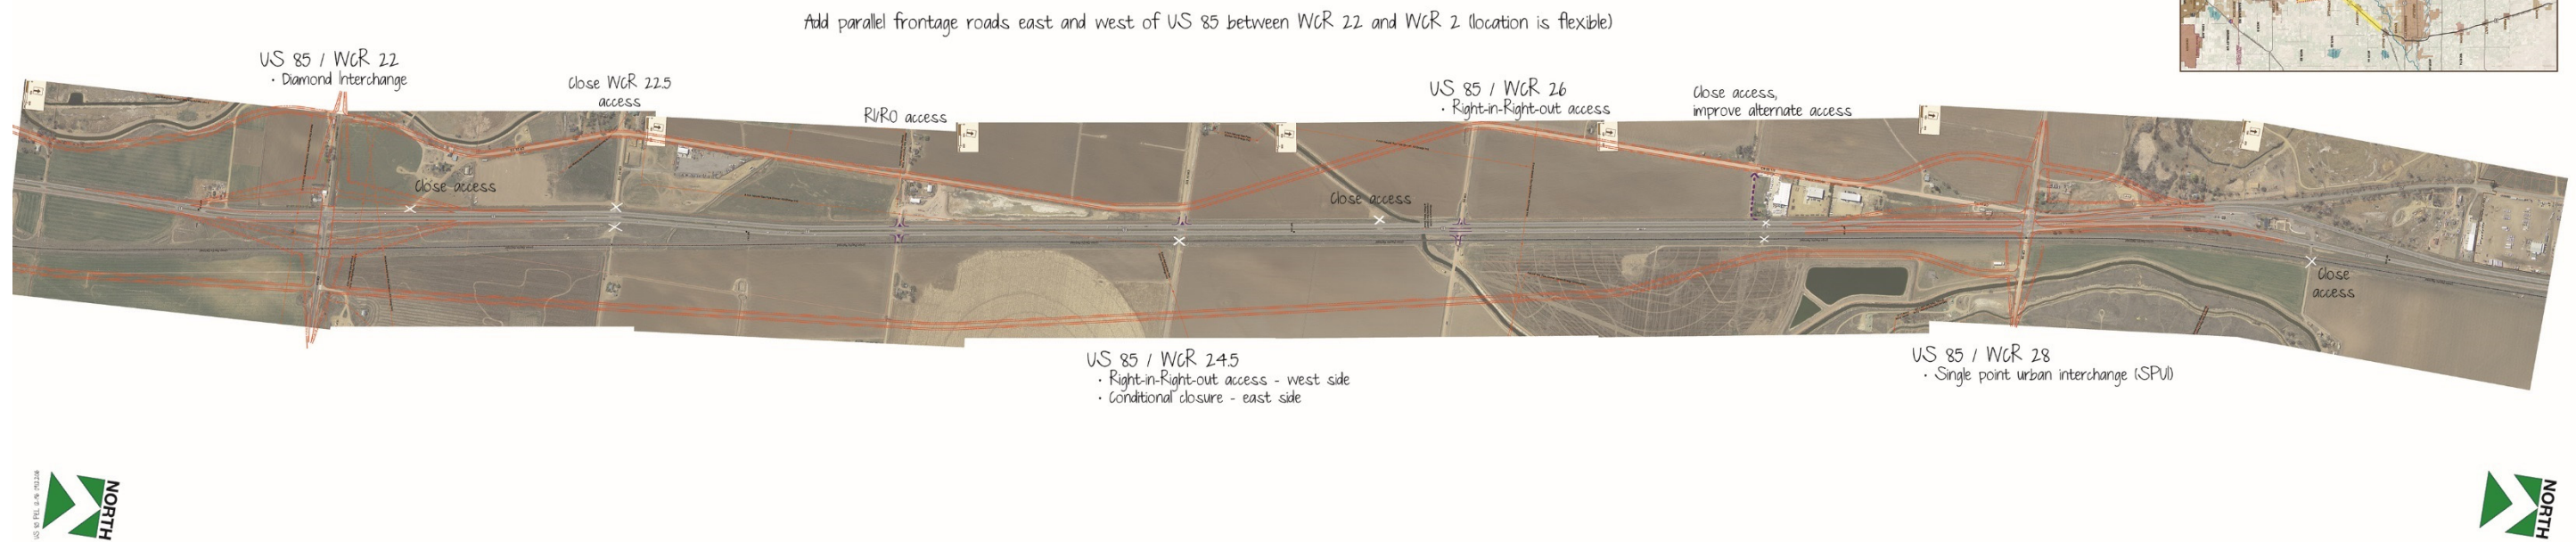 Add parallel frontage roads east and west of US 85 between WCR 22 and WCR 2 (location is flexible)
US 85 / WCR 22
• Diamond Interchange
Close WCR 22.5
access
RI/RO access
US 85 / WCR 26
• Right-in-Right-out access
Close access,
improve alternate access
Close access
Close access
Close
access
US 85 / WCR 24.5
• Right-in-Right-out access - west side
• Conditional closure - east side
US 85 / WCR 28
• Single point urban interchange (SPUI)
NORTH
NORTH